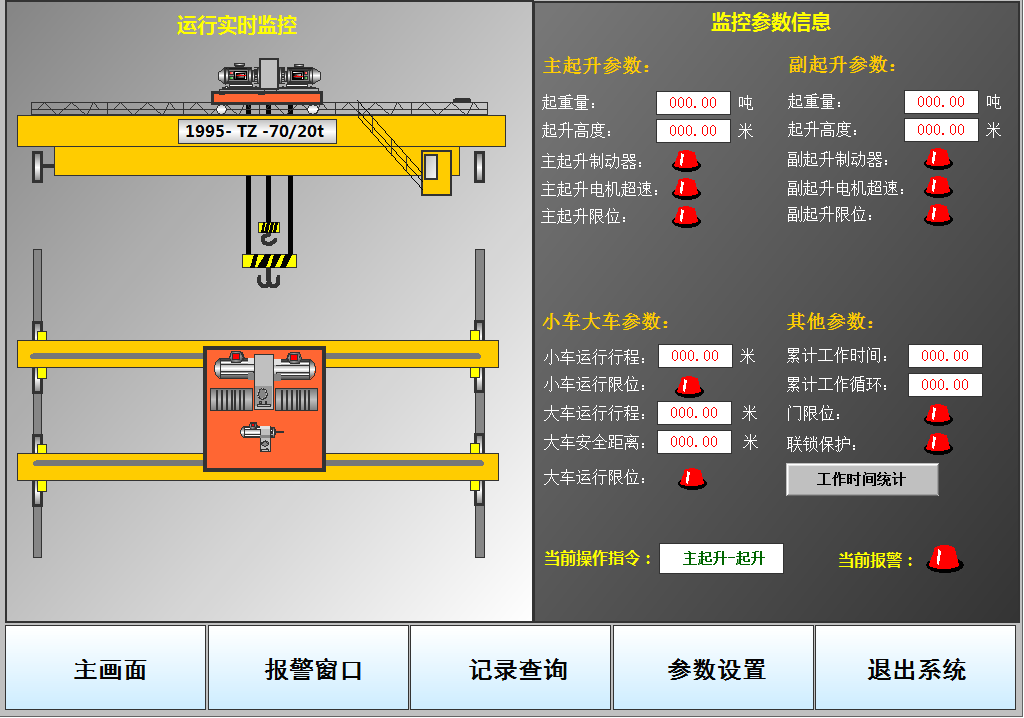 运行实时监控
1995- TZ -70/20t
监控参数信息
主起升参数：
起重量： 000.00 吨
起升高度： 000.00 米
主起升制动器：
主起升电机超速：
主起升限位：
副起升参数：
起重量： 000.00 吨
起升高度： 000.00 米
副起升制动器：
副起升电机超速：
副起升限位：
小车大车参数：
小车运行行程： 000.00 米
小车运行限位：
大车运行行程： 000.00 米
大车安全距离： 000.00 米
大车运行限位：
其他参数：
累计工作时间： 000.00
累计工作循环： 000.00
门限位：
联锁保护：
工作时间统计
当前操作指令： 主起升-起升
当前报警：
主画面
报警窗口
记录查询
参数设置
退出系统